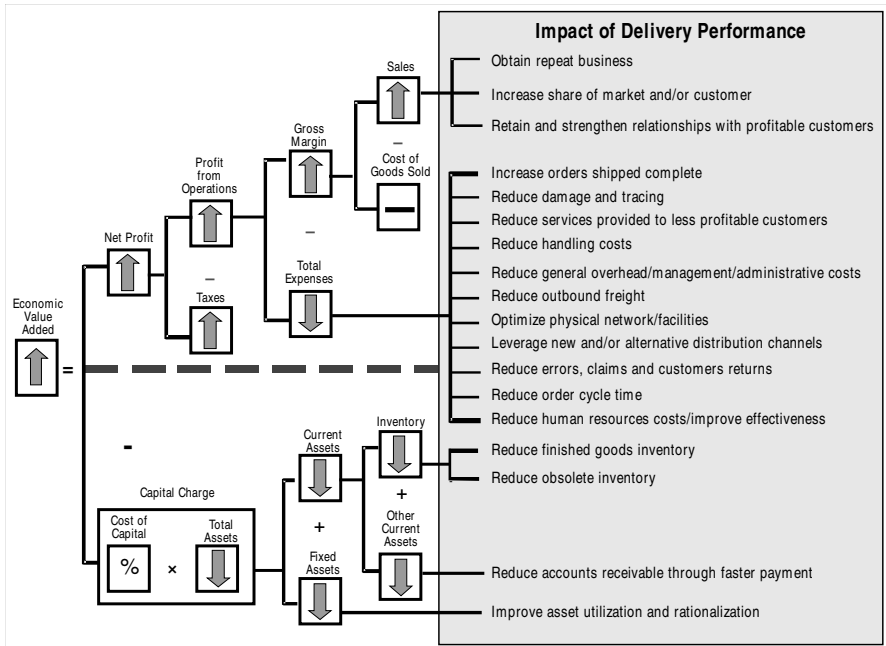 Impact of Delivery Performance
Sales
Obtain repeat business
Increase share of market and/or customer
Retain and strengthen relationships with profitable customers
Gross
Margin
–
Cost of
Goods Sold
Profit
from
Operations
Increase orders shipped complete
Reduce damage and tracing
Reduce services provided to less profitable customers
Reduce handling costs
Reduce general overhead/management/administrative costs
Reduce outbound freight
Optimize physical network/facilities
Leverage new and/or alternative distribution channels
Reduce errors, claims and customers returns
Reduce order cycle time
Reduce human resources costs/improve effectiveness
Net Profit
–
–
Total
Expenses
Taxes
Economic
Value
Added
=
-
Current
Assets
Inventory
Reduce finished goods inventory
Reduce obsolete inventory
+
Capital Charge
Cost of
Capital
%
×
Total
Assets
+
Other
Current
Assets
Fixed
Assets
Reduce accounts receivable through faster payment
Improve asset utilization and rationalization